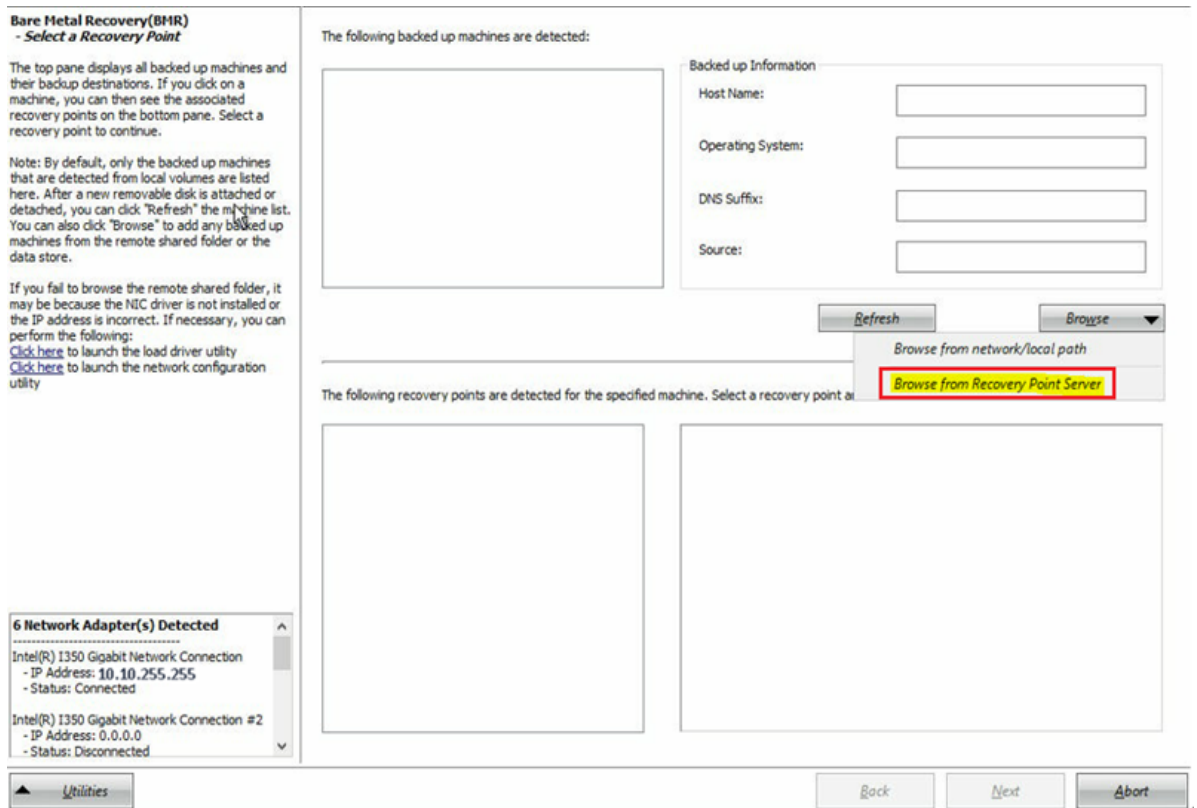 Bare Metal Recovery(BMR)
- Select a Recovery Point
The top pane displays all backed up machines and
their backup destinations. If you click on a
machine, you can then see the associated
recovery points on the bottom pane. Select a
recovery point to continue.
Note: By default, only the backed up machines
that are detected from local volumes are listed
here. After a new removable disk is attached or
detached, you can click "Refresh" the machine list.
You can also click "Browse" to add any backed up
machines from the remote shared folder or the
data store.
If you fail to browse the remote shared folder, it
may be because the NIC driver is not installed or
the IP address is incorrect. If necessary, you can
perform the following:
Click here to launch the load driver utility
Click here to launch the network configuration
utility
6 Network Adapter(s) Detected
------------------------------------
Intel(R) I350 Gigabit Network Connection
- IP Address: 10.10.255.255
- Status: Connected
Intel(R) I350 Gigabit Network Connection #2
- IP Address: 0.0.0.0
- Status: Disconnected
The following backed up machines are detected:
Backed up Information
Host Name:
Operating System:
DNS Suffix:
Source:
Refresh
Browse
Browse from network/local path
Browse from Recovery Point Server
The following recovery points are detected for the specified machine. Select a recovery point
Utilities
Back
Next
Abort